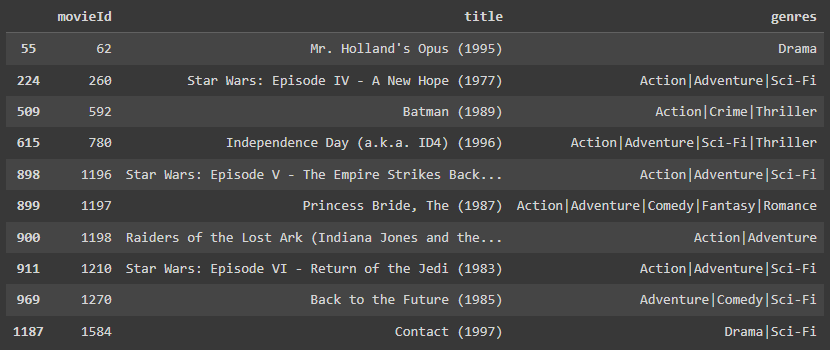 movieId title genres
55 62 Mr. Holland's Opus (1995) Drama
224 260 Star Wars: Episode IV - A New Hope (1977) Action|Adventure|Sci-Fi
509 592 Batman (1989) Action|Crime|Thriller
615 780 Independence Day (a.k.a. ID4) (1996) Action|Adventure|Sci-Fi|Thriller
898 1196 Star Wars: Episode V - The Empire Strikes Back... Action|Adventure|Sci-Fi
899 1197 Princess Bride, The (1987) Action|Adventure|Comedy|Fantasy|Romance
900 1198 Raiders of the Lost Ark (Indiana Jones and the... Action|Adventure
911 1210 Star Wars: Episode VI - Return of the Jedi (1983) Action|Adventure|Sci-Fi
969 1270 Back to the Future (1985) Adventure|Comedy|Sci-Fi
1187 1584 Contact (1997) Drama|Sci-Fi